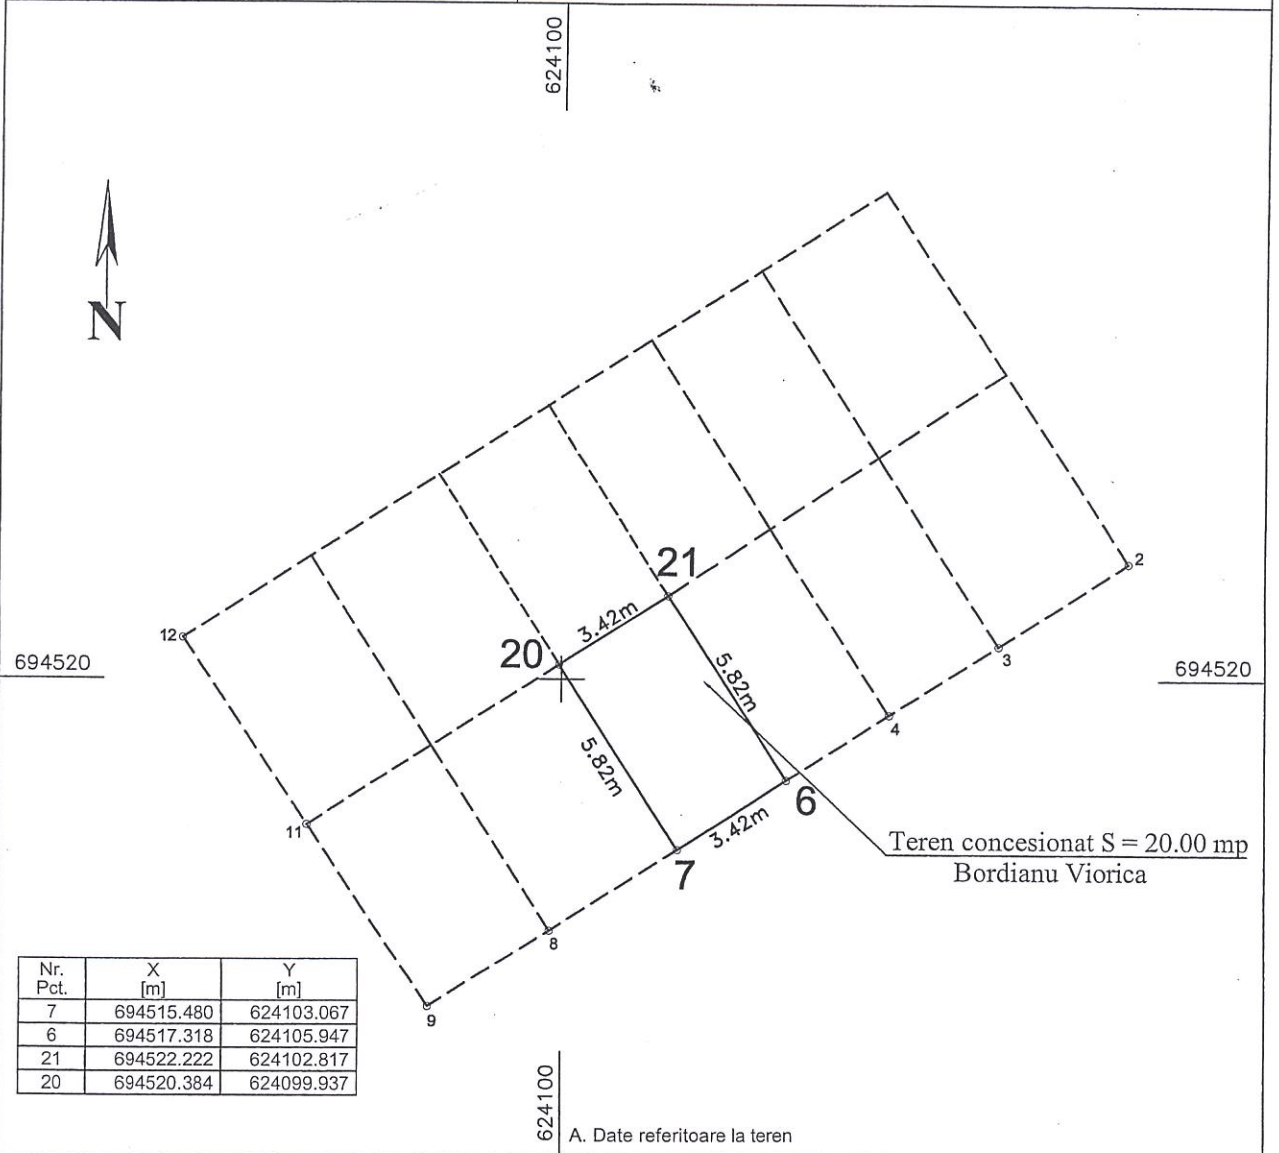 624100
N
21
2
3.42m
12
20
3
694520
694520
5.82m
4
5.82m
6
11
3.42m
Teren concesionat S = 20.00 mp
7
Bordianu Viorica
8
9
Nr. Pct. X [m] Y [m]
7 694515.480 624103.067
6 694517.318 624105.947
21 694522.222 624102.817
20 694520.384 624099.937
624100
A. Date referitoare la teren